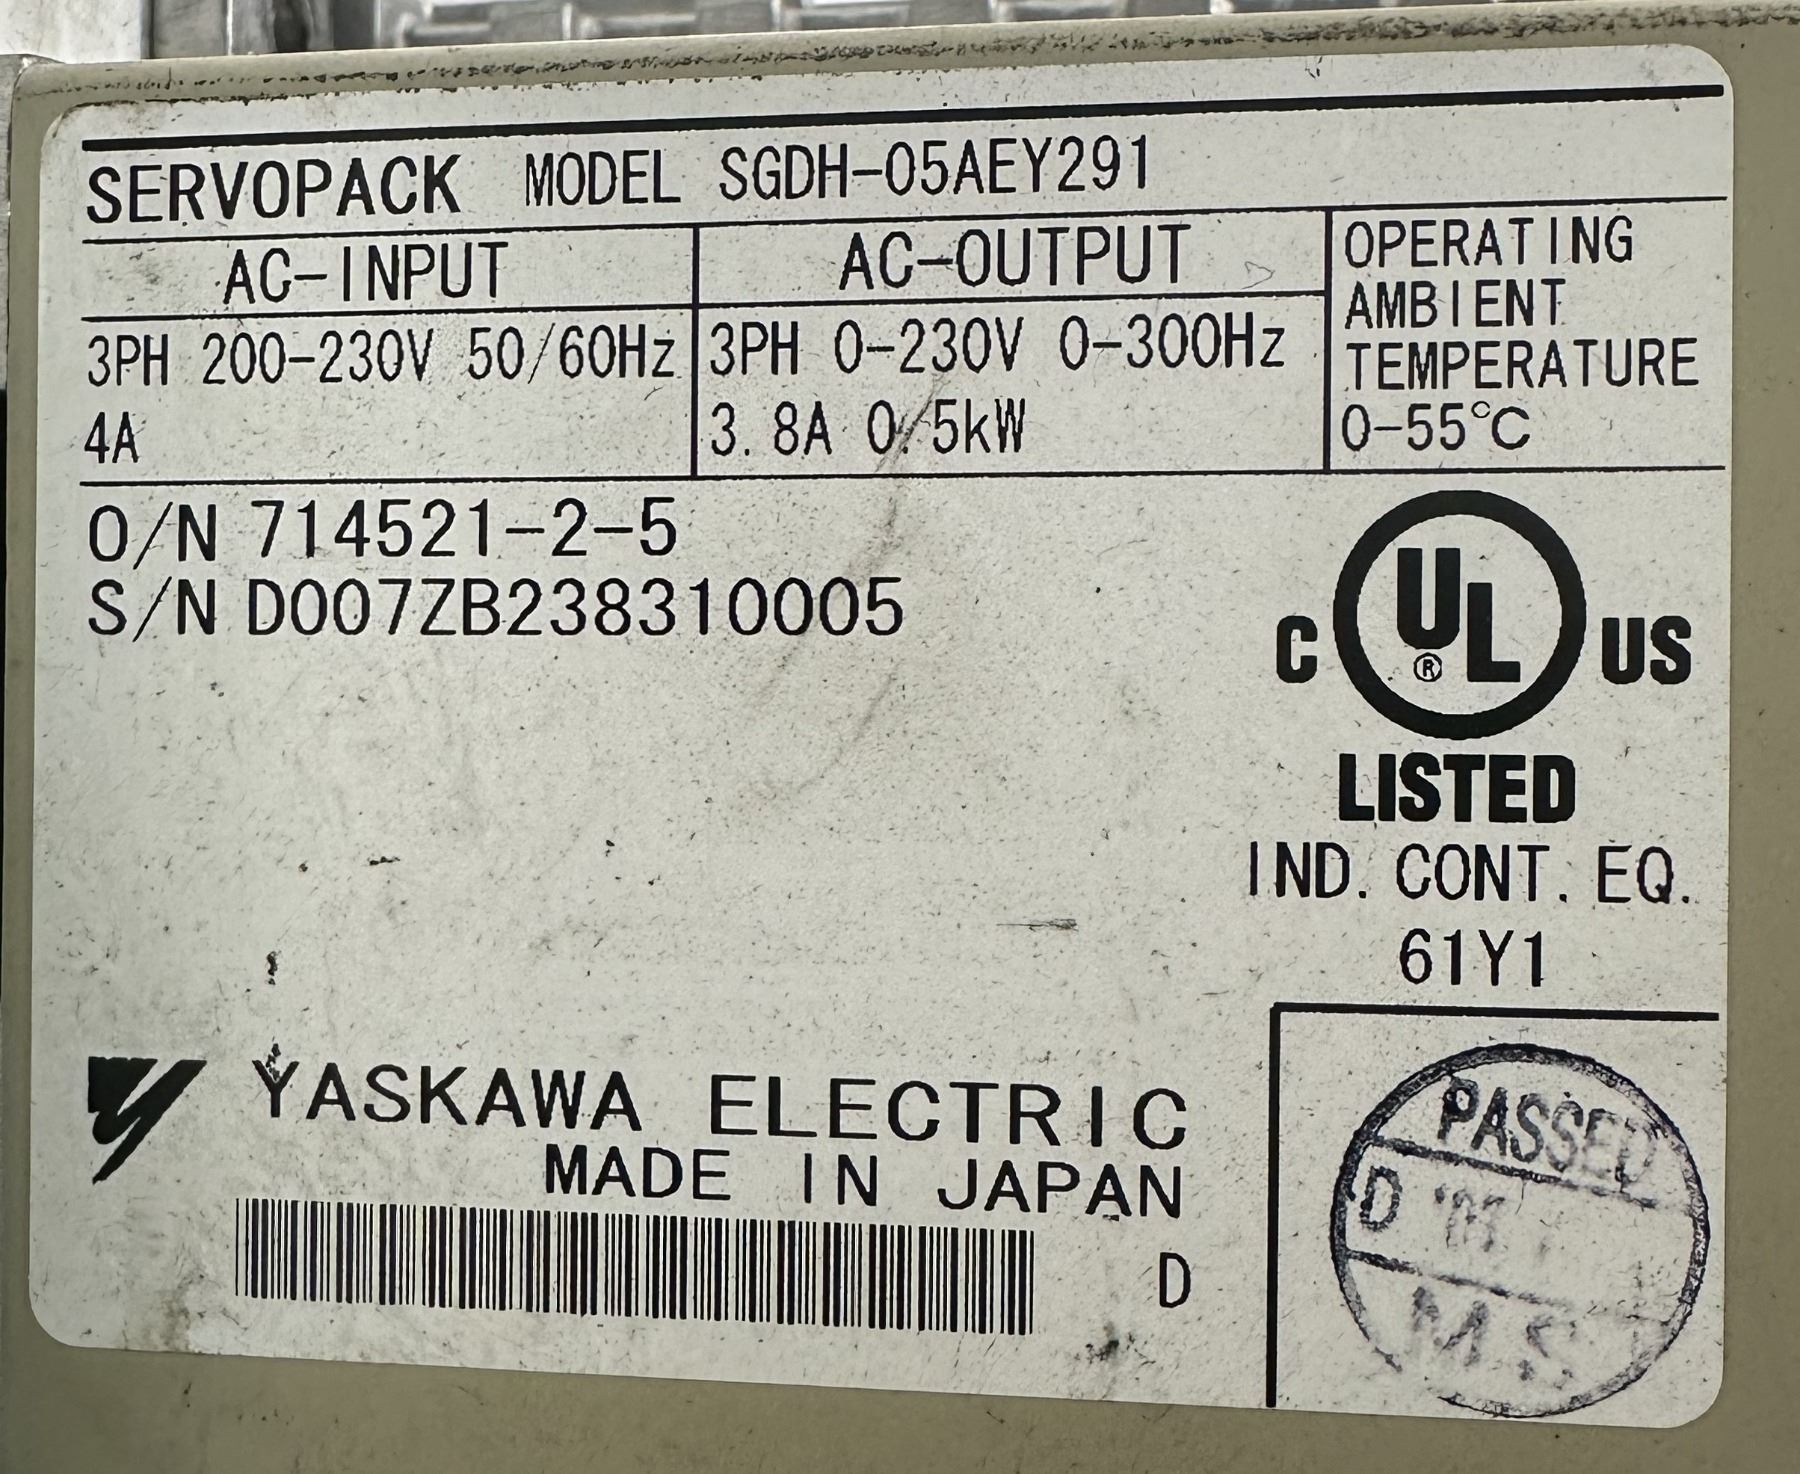 SERVOPACK MODEL SGDH-05AEY291
AC-INPUT
3PH 200-230V 50/60Hz
4A
AC-OUTPUT
3PH 0-230V 0-300Hz
3.8A 0.5kW
OPERATING
AMBIENT
TEMPERATURE
0-55°C
O/N 714521-2-5
S/N D007ZB238310005
C UL® US
LISTED
IND. CONT. EQ.
61Y1
YASKAWA ELECTRIC
MADE IN JAPAN
D
PASSED
D
M.S